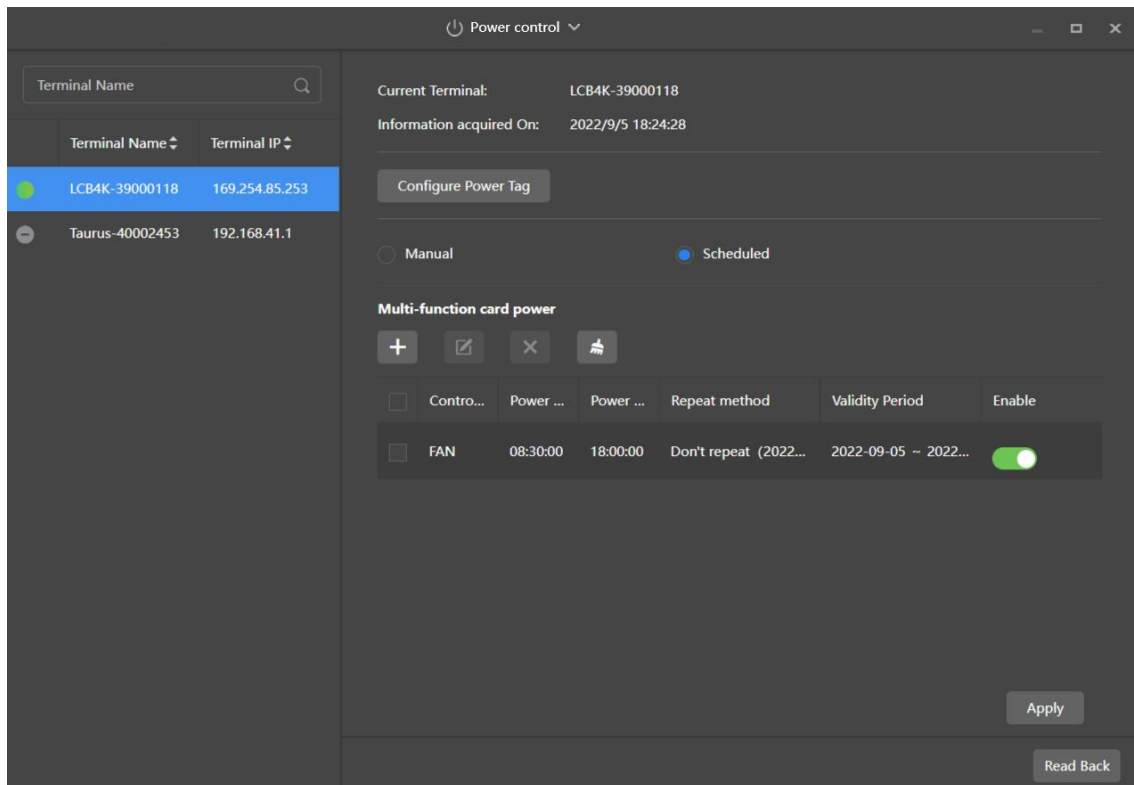 Power control
Terminal Name
Terminal Name Terminal IP
LCB4K-39000118 169.254.85.253
Taurus-40002453 192.168.41.1
Current Terminal: LCB4K-39000118
Information acquired On: 2022/9/5 18:24:28
Configure Power Tag
Manual Scheduled
Multi-function card power
Contro... Power ... Power ... Repeat method Validity Period Enable
FAN 08:30:00 18:00:00 Don't repeat (2022... 2022-09-05 ~ 2022...
Apply
Read Back